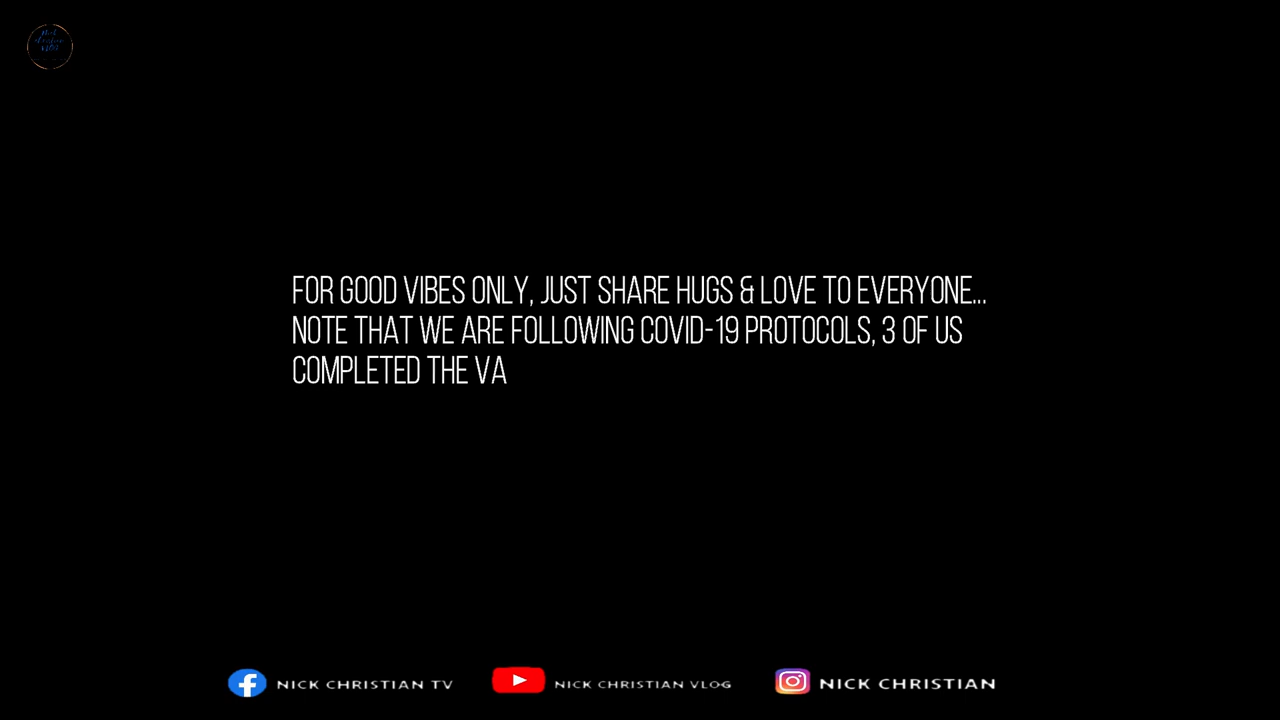 FOR GOOD VIBES ONLY, JUST SHARE HUGS & LOVE TO EVERYONE...
NOTE THAT WE ARE FOLLOWING COVID-19 PROTOCOLS, 3 OF US
COMPLETED THE VA
NICK CHRISTIAN TV
NICK CHRISTIAN VLOG
NICK CHRISTIAN